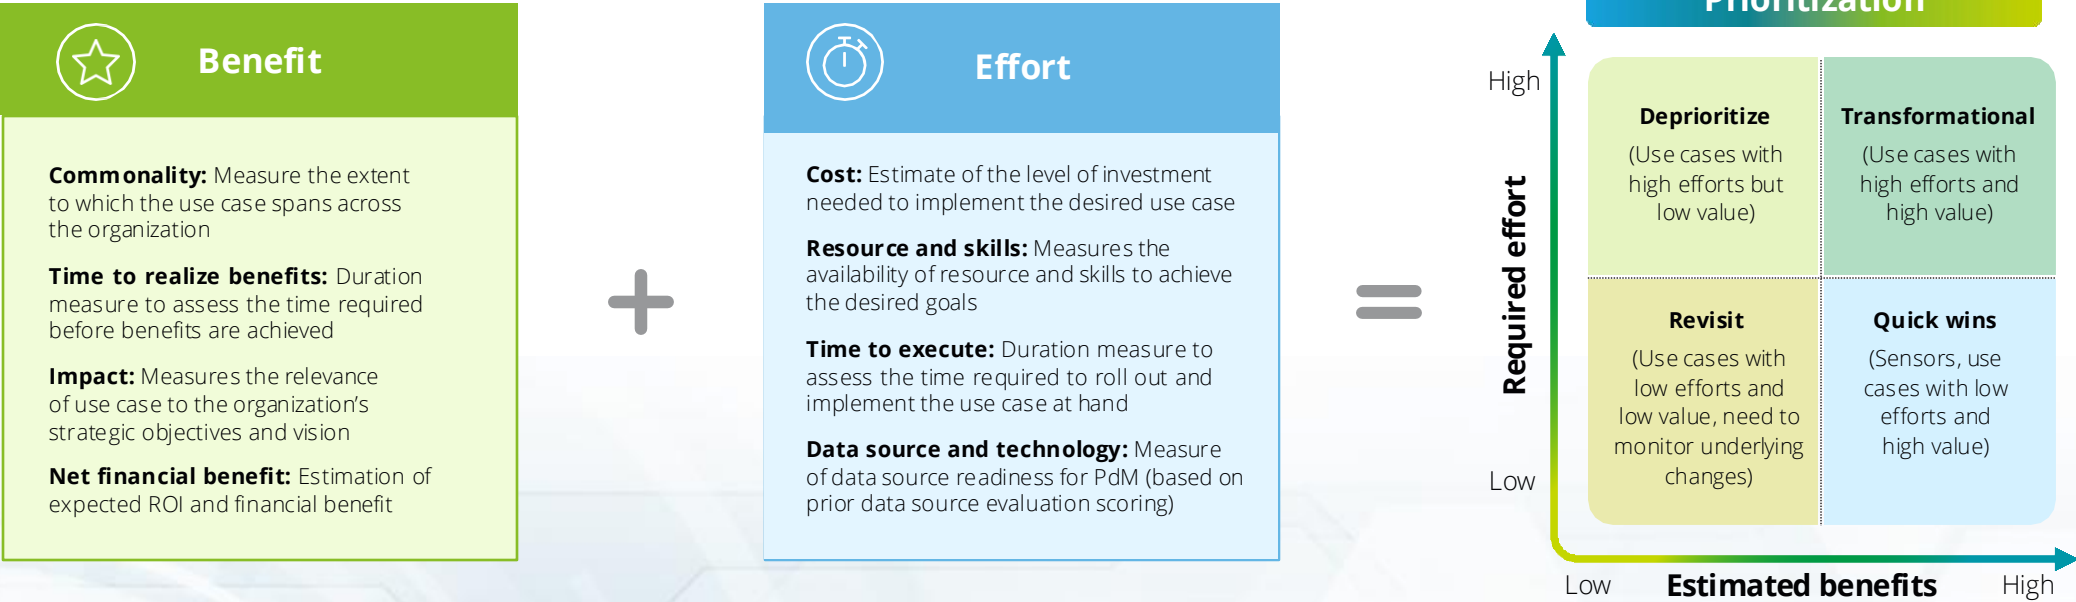 Benefit
Commonality: Measure the extent
to which the use case spans across
the organization
Time to realize benefits: Duration
measure to assess the time required
before benefits are achieved
Impact: Measures the relevance
of use case to the organization's
strategic objectives and vision
Net financial benefit: Estimation of
expected ROI and financial benefit
+
Effort
Cost: Estimate of the level of investment
needed to implement the desired use case
Resource and skills: Measures the
availability of resource and skills to achieve
the desired goals
Time to execute: Duration measure to
assess the time required to roll out and
implement the use case at hand
Data source and technology: Measure
of data source readiness for PdM (based on
prior data source evaluation scoring)
=
Prioritization
High
Required effort
Low
Deprioritize
(Use cases with
high efforts but
low value)
Transformational
(Use cases with
high efforts and
high value)
Revisit
(Use cases with
low efforts and
low value, need to
monitor underlying
changes)
Quick wins
(Sensors, use
cases with low
efforts and
high value)
Low
Estimated benefits
High